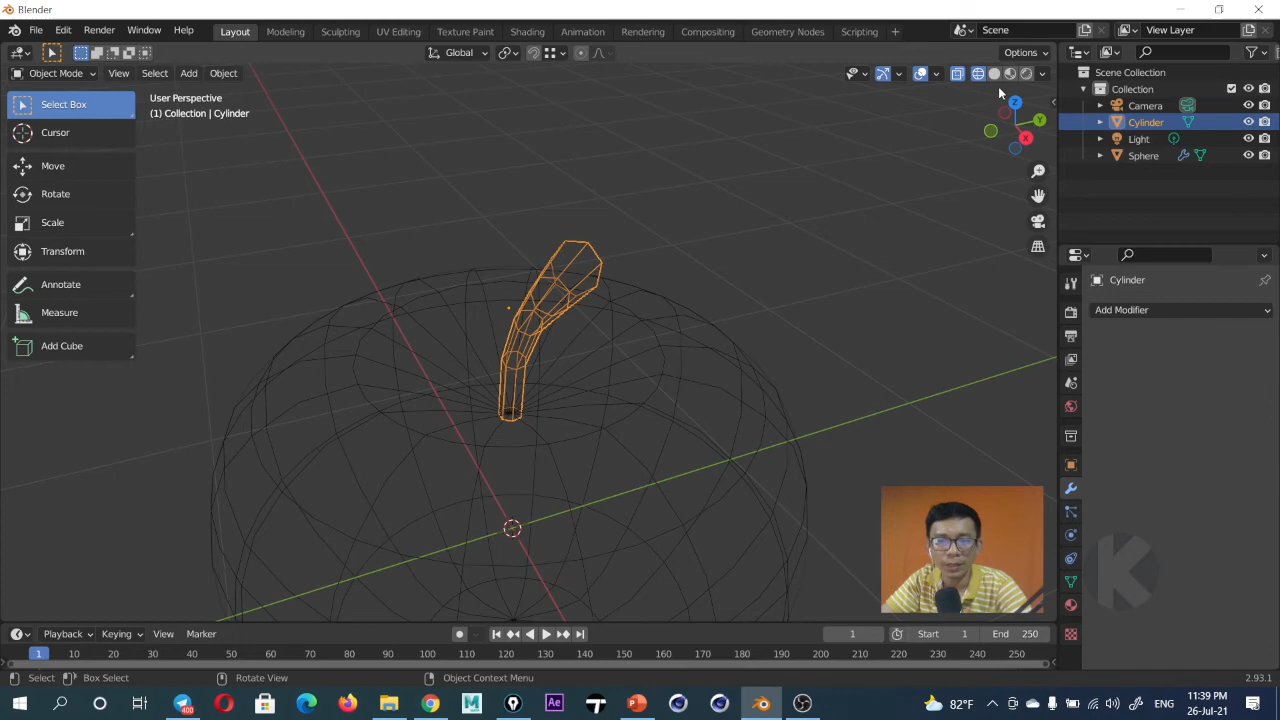 Blender
File Edit Render Window Help Layout Modeling Sculpting UV Editing Texture Paint Shading Animation Rendering Compositing Geometry Nodes Scripting + Scene View Layer
Global Options
Object Mode View Select Add Object
Scene Collection
Collection
Camera
Cylinder
Light
Sphere
Select Box
Cursor
Move
Rotate
Scale
Transform
Annotate
Measure
Add Cube
User Perspective
(1) Collection | Cylinder
Z
Y
X
Cylinder
Add Modifier
K
Playback Keying View Marker 1 Start 1 End 250
1 10 20 30 40 50 60 70 80 90 100 110 120 130 140 150 160 170 180 190 200 210 220 230 240 250
Select Box Select Rotate View Object Context Menu 2.93.1
400 M Ae 82°F ENG 11:39 AM
26-Jul-21